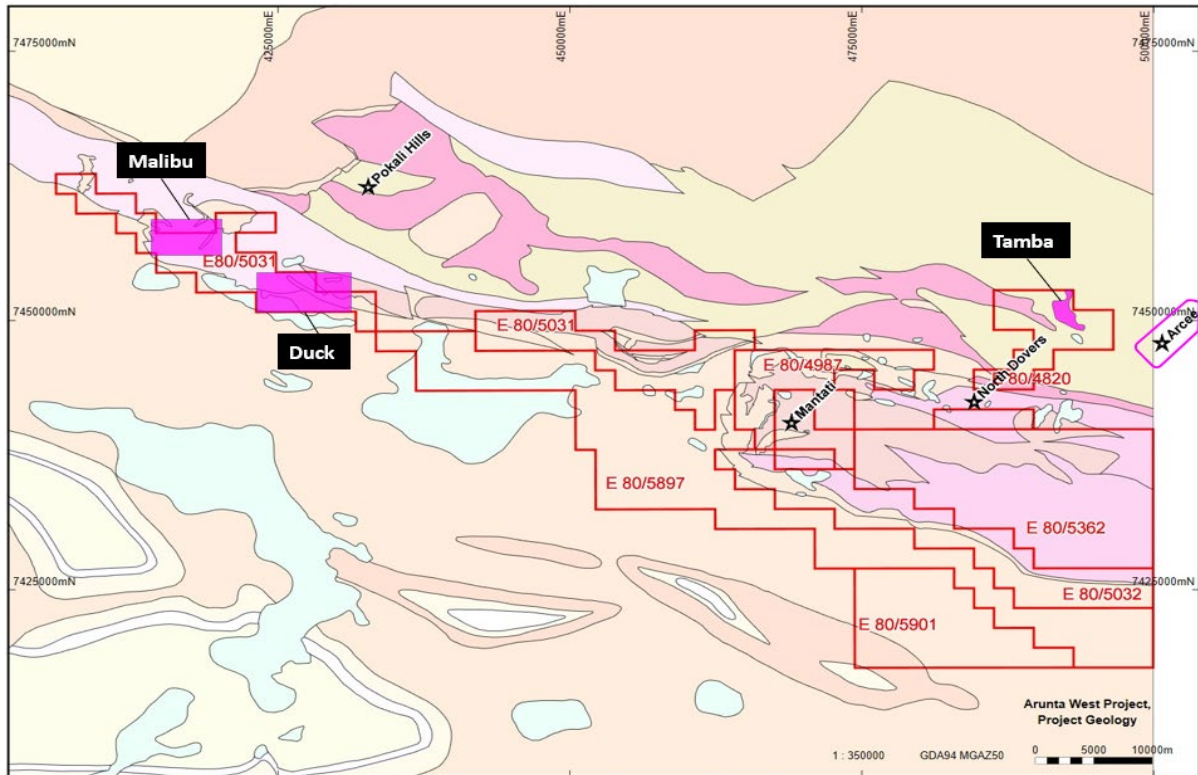 425000mE
450000mE
475000mE
500000mE
7475000mN
7475000mN
Malibu
Pokali Hills
Tamba
E80/5031
7450000mN
7450000mN
Duck
E 80/5031
Arcee
E 80/4987
80/4820
North Dovers
Mantati
E 80/5897
E 80/5362
7425000mN
7425000mN
E 80/5032
E 80/5901
Arunta West Project,
Project Geology
1 : 350000 GDA94 MGAZ50
0 5000 10000m